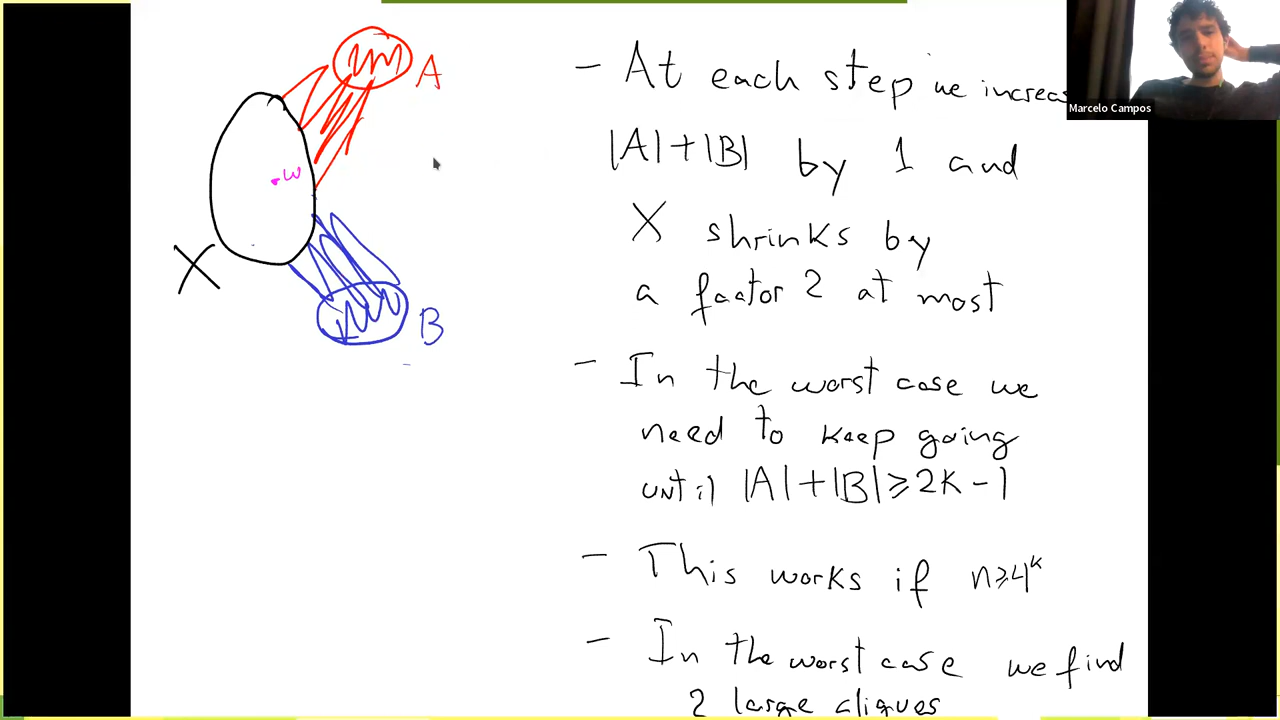 A
w
X
B
- At each step we increas
|A|+|B| by 1 and
X shrinks by
a factor 2 at most
- In the worst case we
need to keep going
until |A|+|B| ⩾ 2k-1
- This works if n⩾4^k
- In the worst case we find
2 large cliques
Marcelo Campos